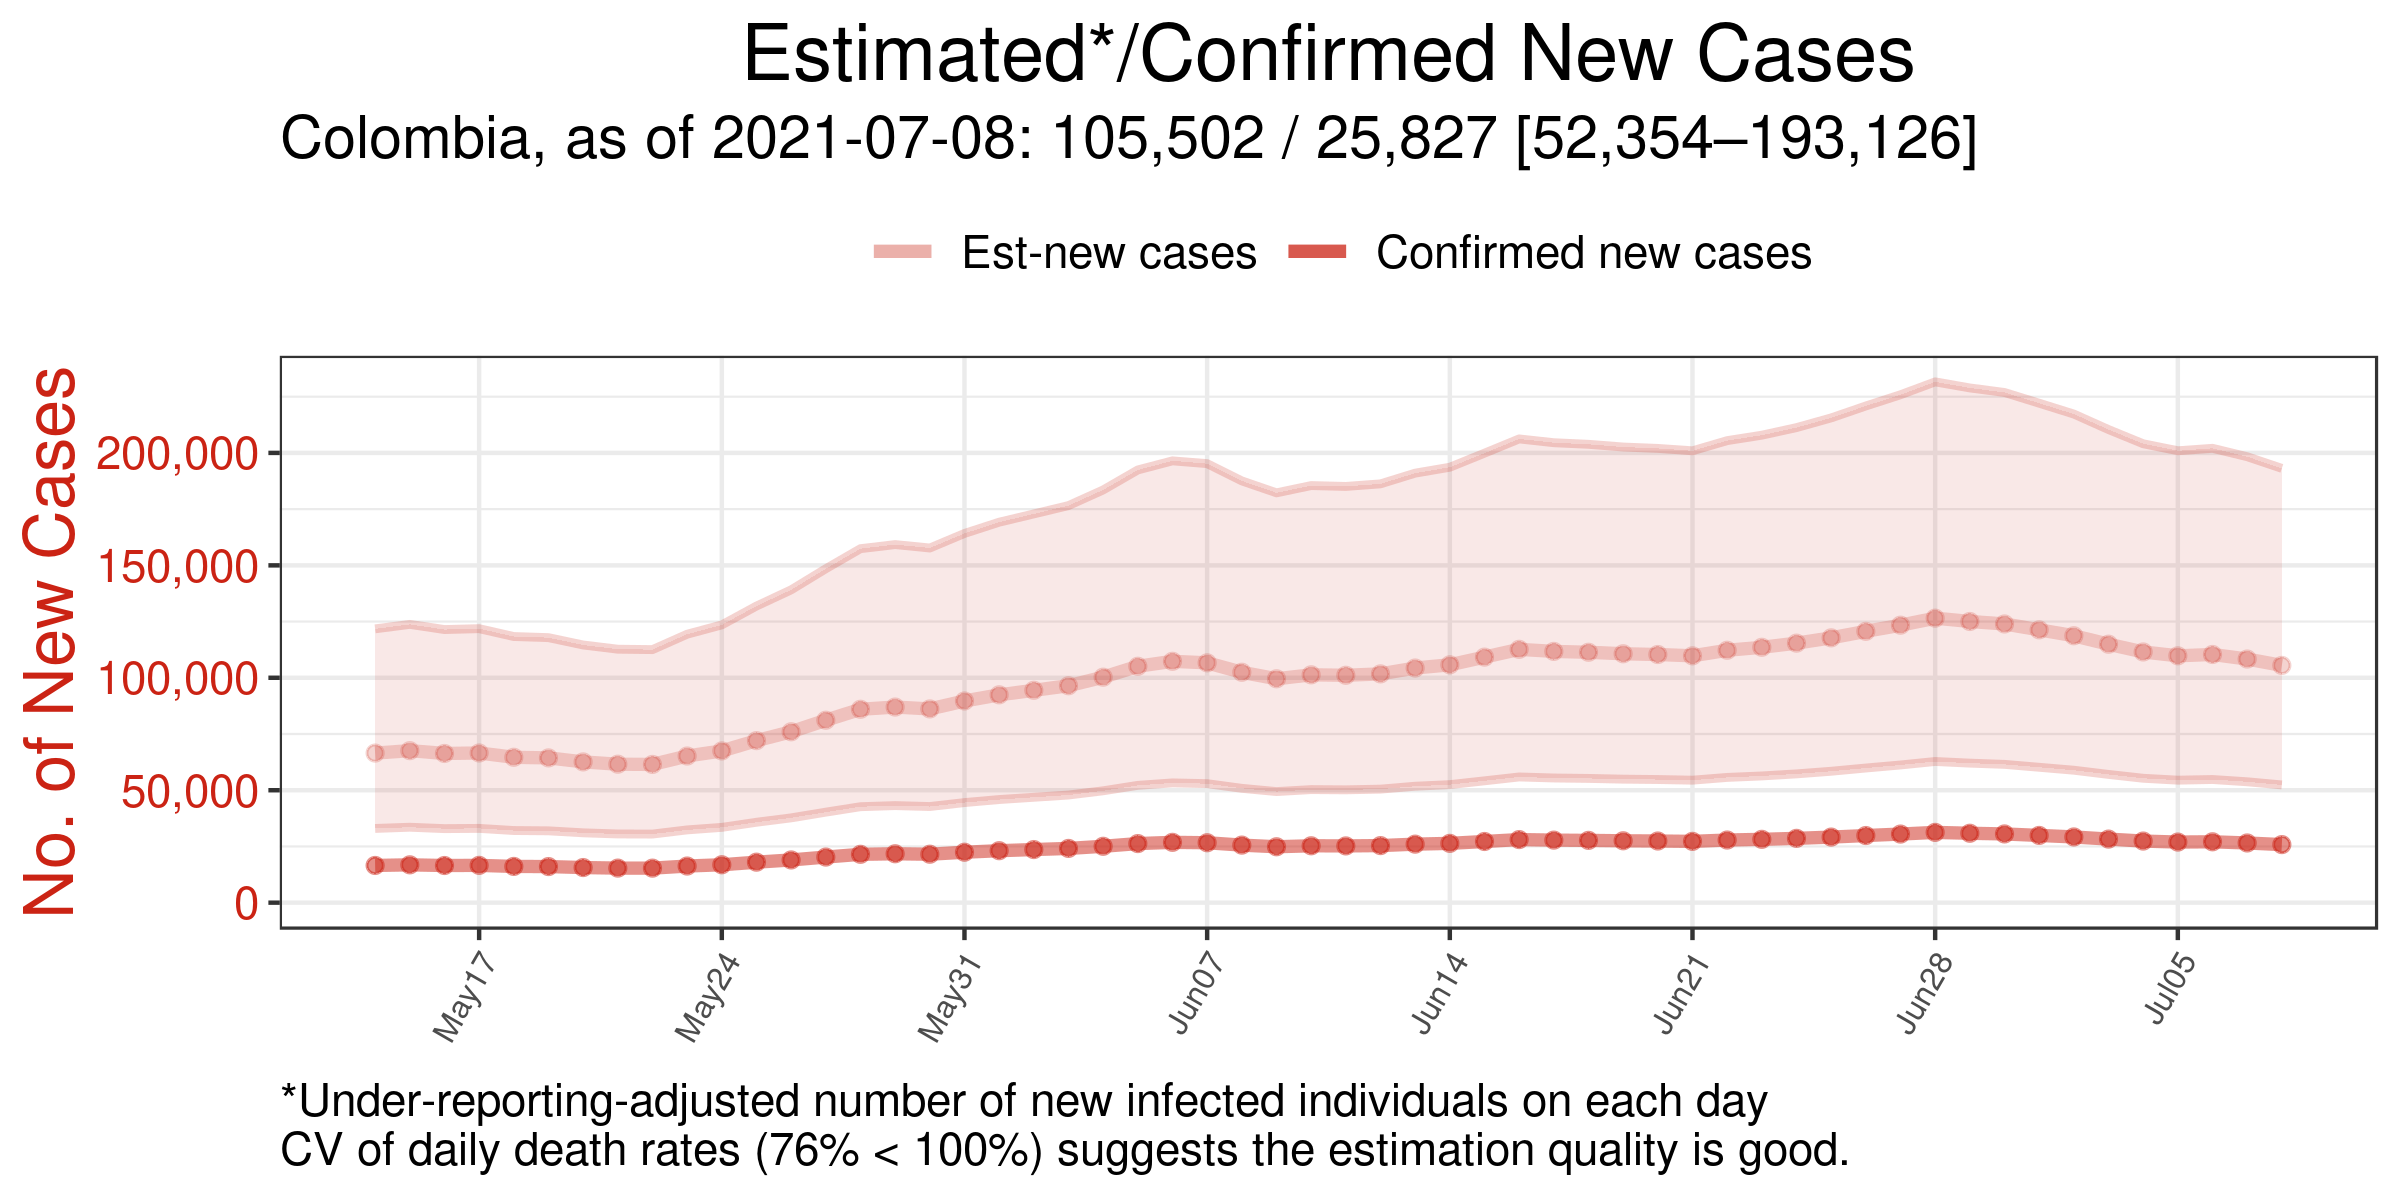 Estimated*/Confirmed New Cases
Colombia, as of 2021-07-08: 105,502 / 25,827 [52,354–193,126]
Est-new cases Confirmed new cases
No. of New Cases
200,000
150,000
100,000
50,000
0
May17 May24 May31 Jun07 Jun14 Jun21 Jun28 Jul05
*Under-reporting-adjusted number of new infected individuals on each day
CV of daily death rates (76% < 100%) suggests the estimation quality is good.